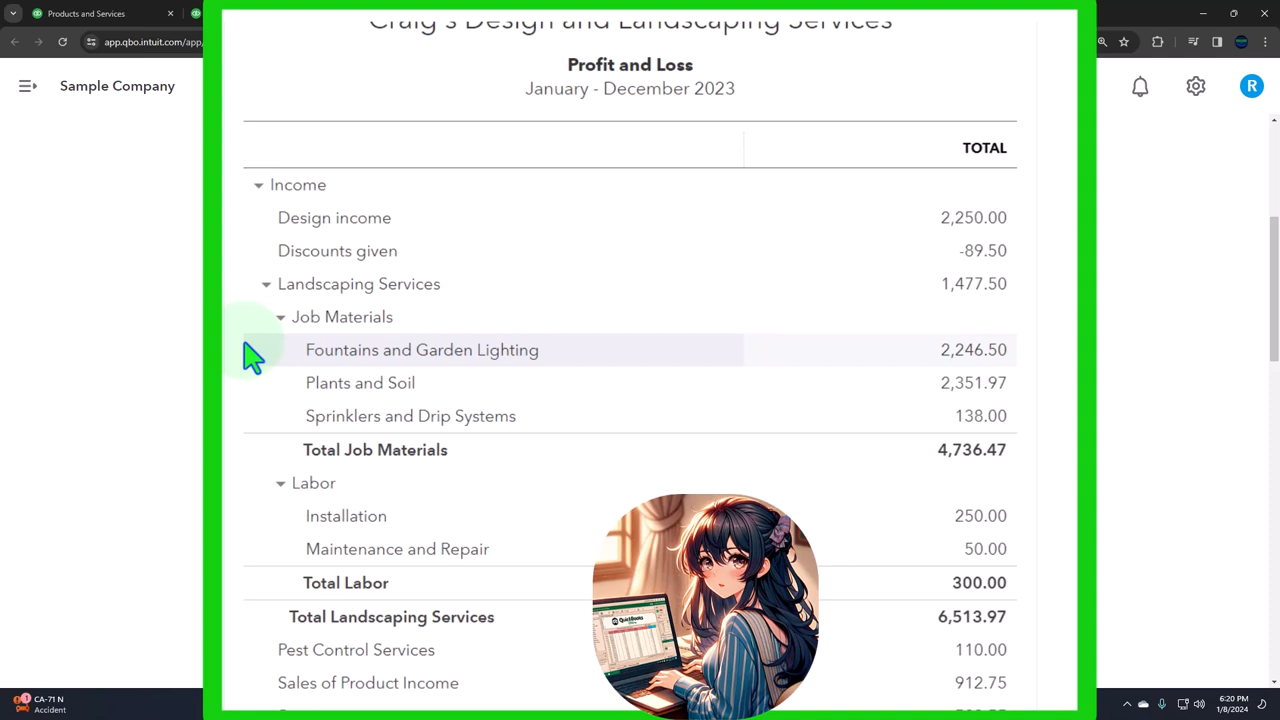 Products and Services
app.qbo.intuit.com/app/
Sample Company
R
Craig's Design and Landscaping Services
Profit and Loss
January - December 2023
TOTAL
Income
Design income 2,250.00
Discounts given -89.50
Landscaping Services 1,477.50
Job Materials
Fountains and Garden Lighting 2,246.50
Plants and Soil 2,351.97
Sprinklers and Drip Systems 138.00
Total Job Materials 4,736.47
Labor
Installation 250.00
Maintenance and Repair 50.00
Total Labor 300.00
QuickBooks
Total Landscaping Services 6,513.97
Pest Control Services 110.00
Sales of Product Income 912.75
CA-71 N
Accident
6:20 PM
1/8/2024